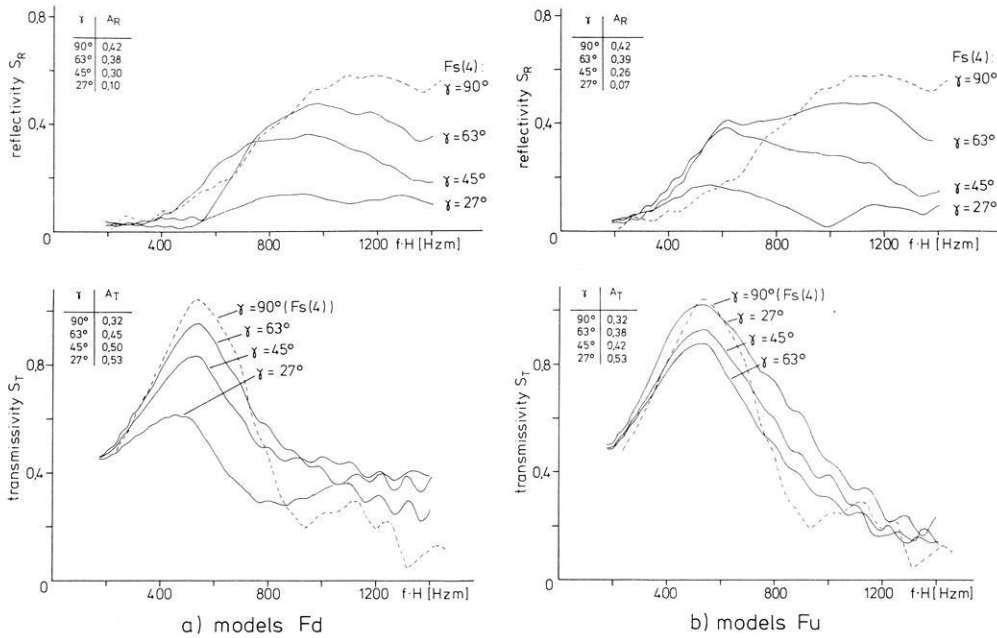 0,8
0,4
0
reflectivity S_R
γ A_R
90° 0,42
63° 0,38
45° 0,30
27° 0,10
Fs(4):
γ=90°
γ=63°
γ=45°
γ=27°
400 800 1200 f·H [Hzm]
0,8
0,4
0
reflectivity S_R
γ A_R
90° 0,42
63° 0,39
45° 0,26
27° 0,07
Fs(4):
γ=90°
γ=63°
γ=45°
γ=27°
400 800 1200 f·H [Hzm]
0,8
0,4
0
transmissivity S_T
γ A_T
90° 0,32
63° 0,45
45° 0,50
27° 0,53
γ=90°(Fs(4))
γ=63°
γ=45°
γ=27°
400 800 1200 f·H [Hzm]
a) models Fd
0,8
0,4
0
transmissivity S_T
γ A_T
90° 0,32
63° 0,38
45° 0,42
27° 0,53
γ=90°(Fs(4))
γ=27°
γ=45°
γ=63°
400 800 1200 f·H [Hzm]
b) models Fu